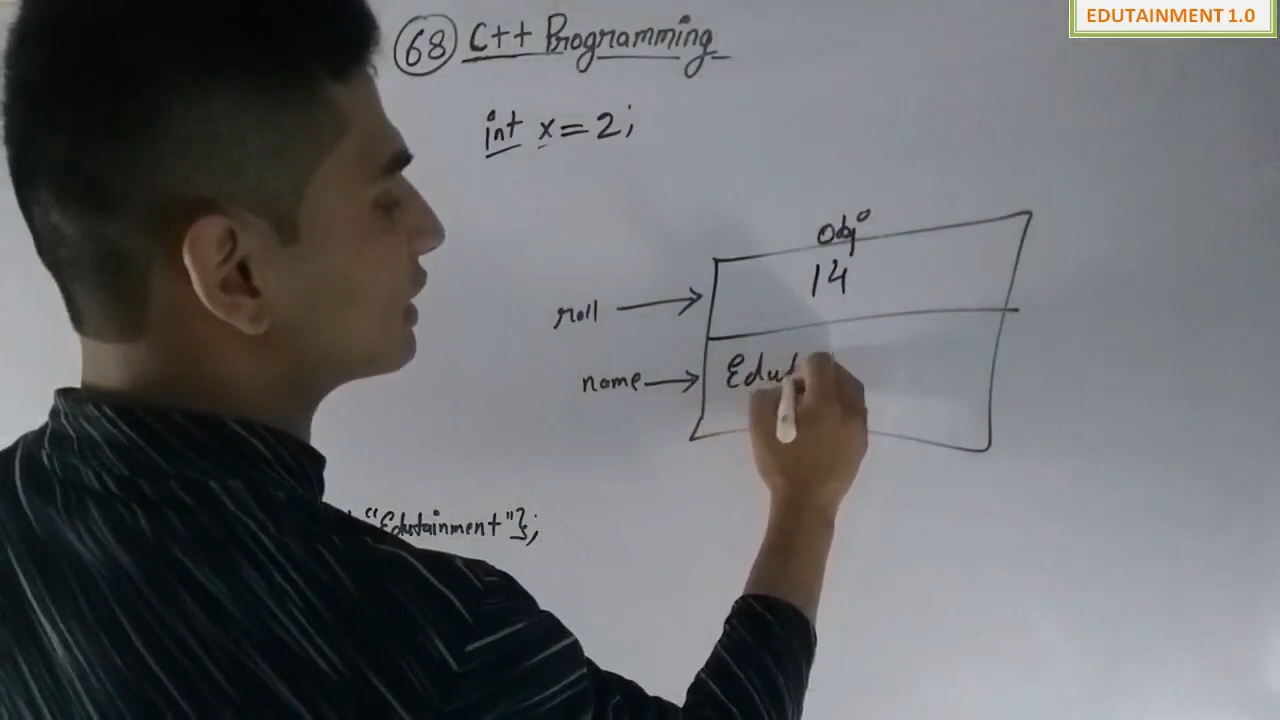 EDUTAINMENT 1.0
68 C++ Programming
int x = 2;
obj
14
roll
name
Edut
"Edutainment"};